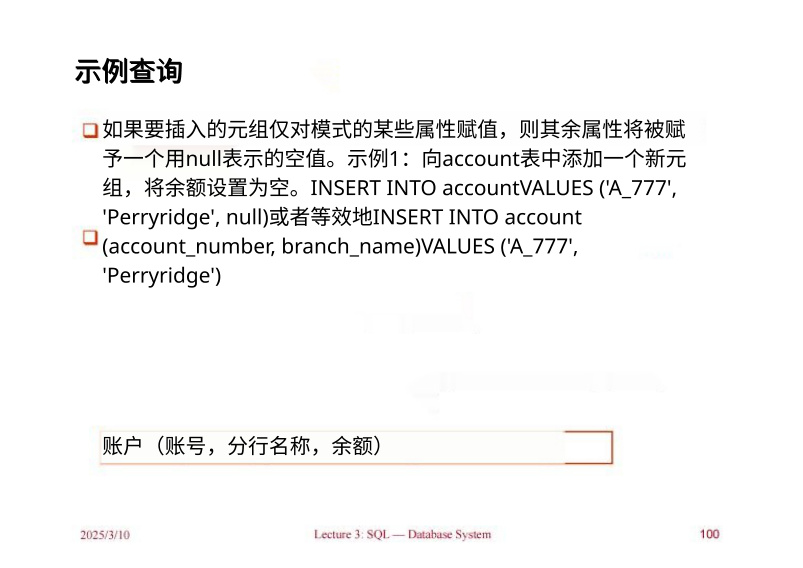 示例查询
如果要插入的元组仅对模式的某些属性赋值，则其余属性将被赋
予一个用null表示的空值。示例1：向account表中添加一个新元
组，将余额设置为空。INSERT INTO accountVALUES ('A_777',
'Perryridge', null)或者等效地INSERT INTO account
(account_number, branch_name)VALUES ('A_777',
'Perryridge')
账户（账号，分行名称，余额）
2025/3/10
Lecture 3: SQL — Database System
100